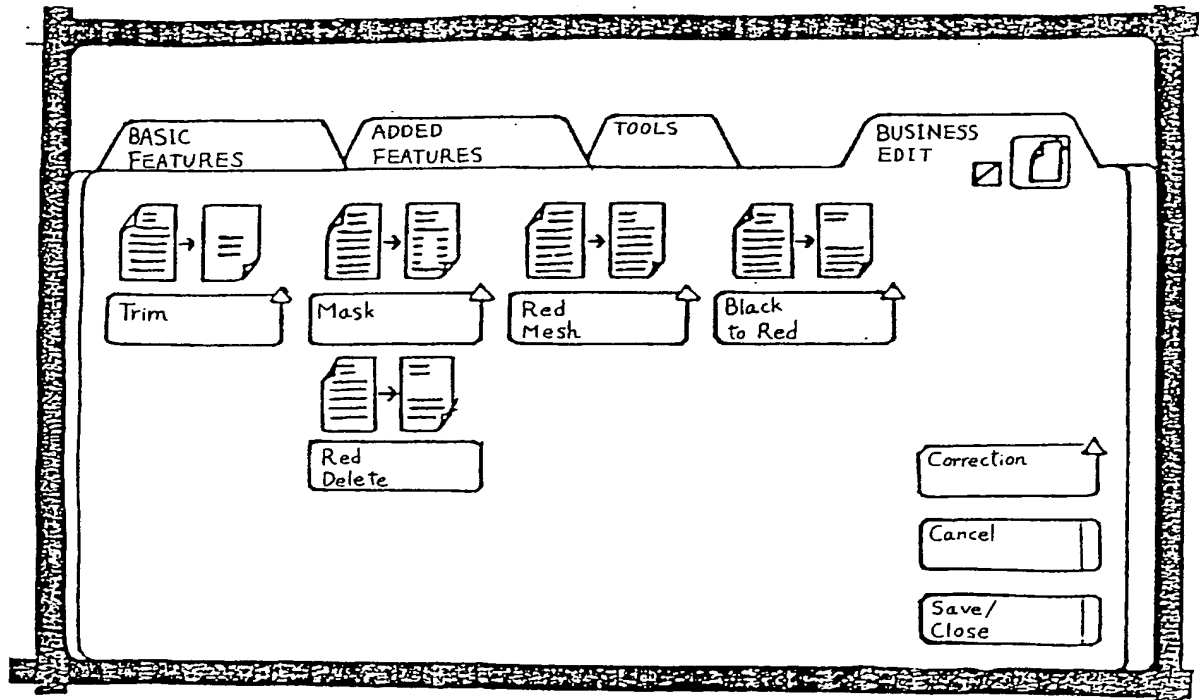 BASIC
FEATURES
ADDED
FEATURES
TOOLS
BUSINESS
EDIT
Trim
Mask
Red
Mesh
Black
to Red
Red
Delete
Correction
Cancel
Save/
Close